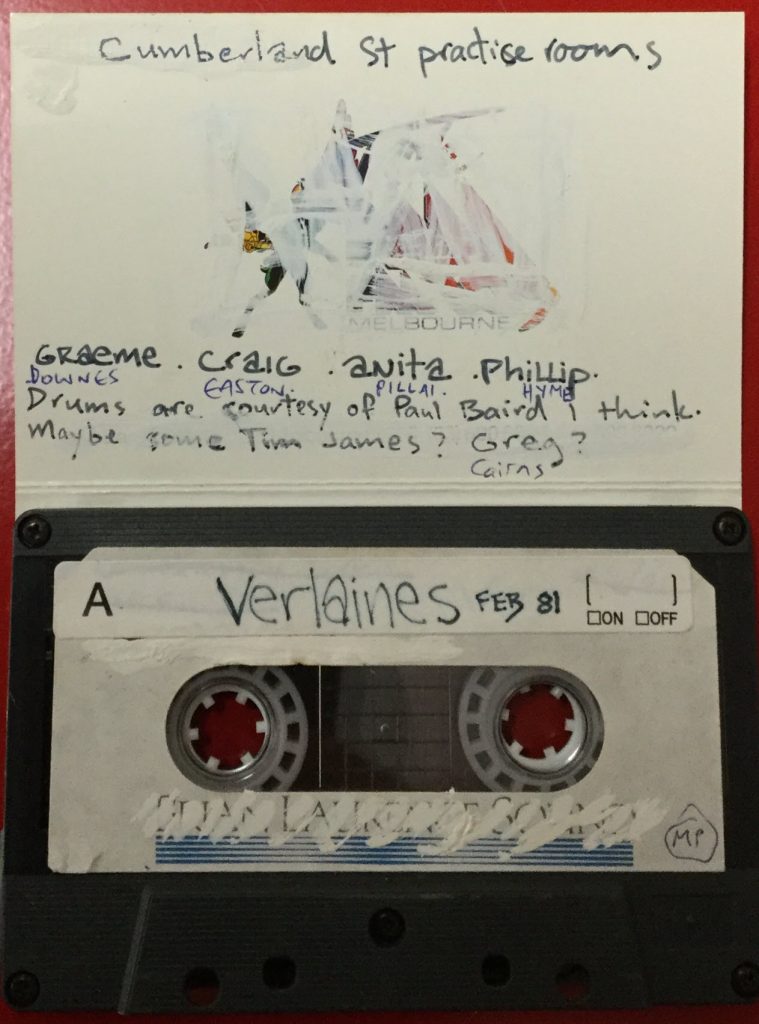 Cumberland St practise rooms
MELBOURNE
GRaeme . CRaIG . aNita . Phillip.
DOWNES EASTON. PILLAI. HYME
Drums are courtesy of Paul Baird i think.
Maybe some Tim James? Greg?
Cairns
A Verlaines FEB 81 [ ]
ON OFF
MP